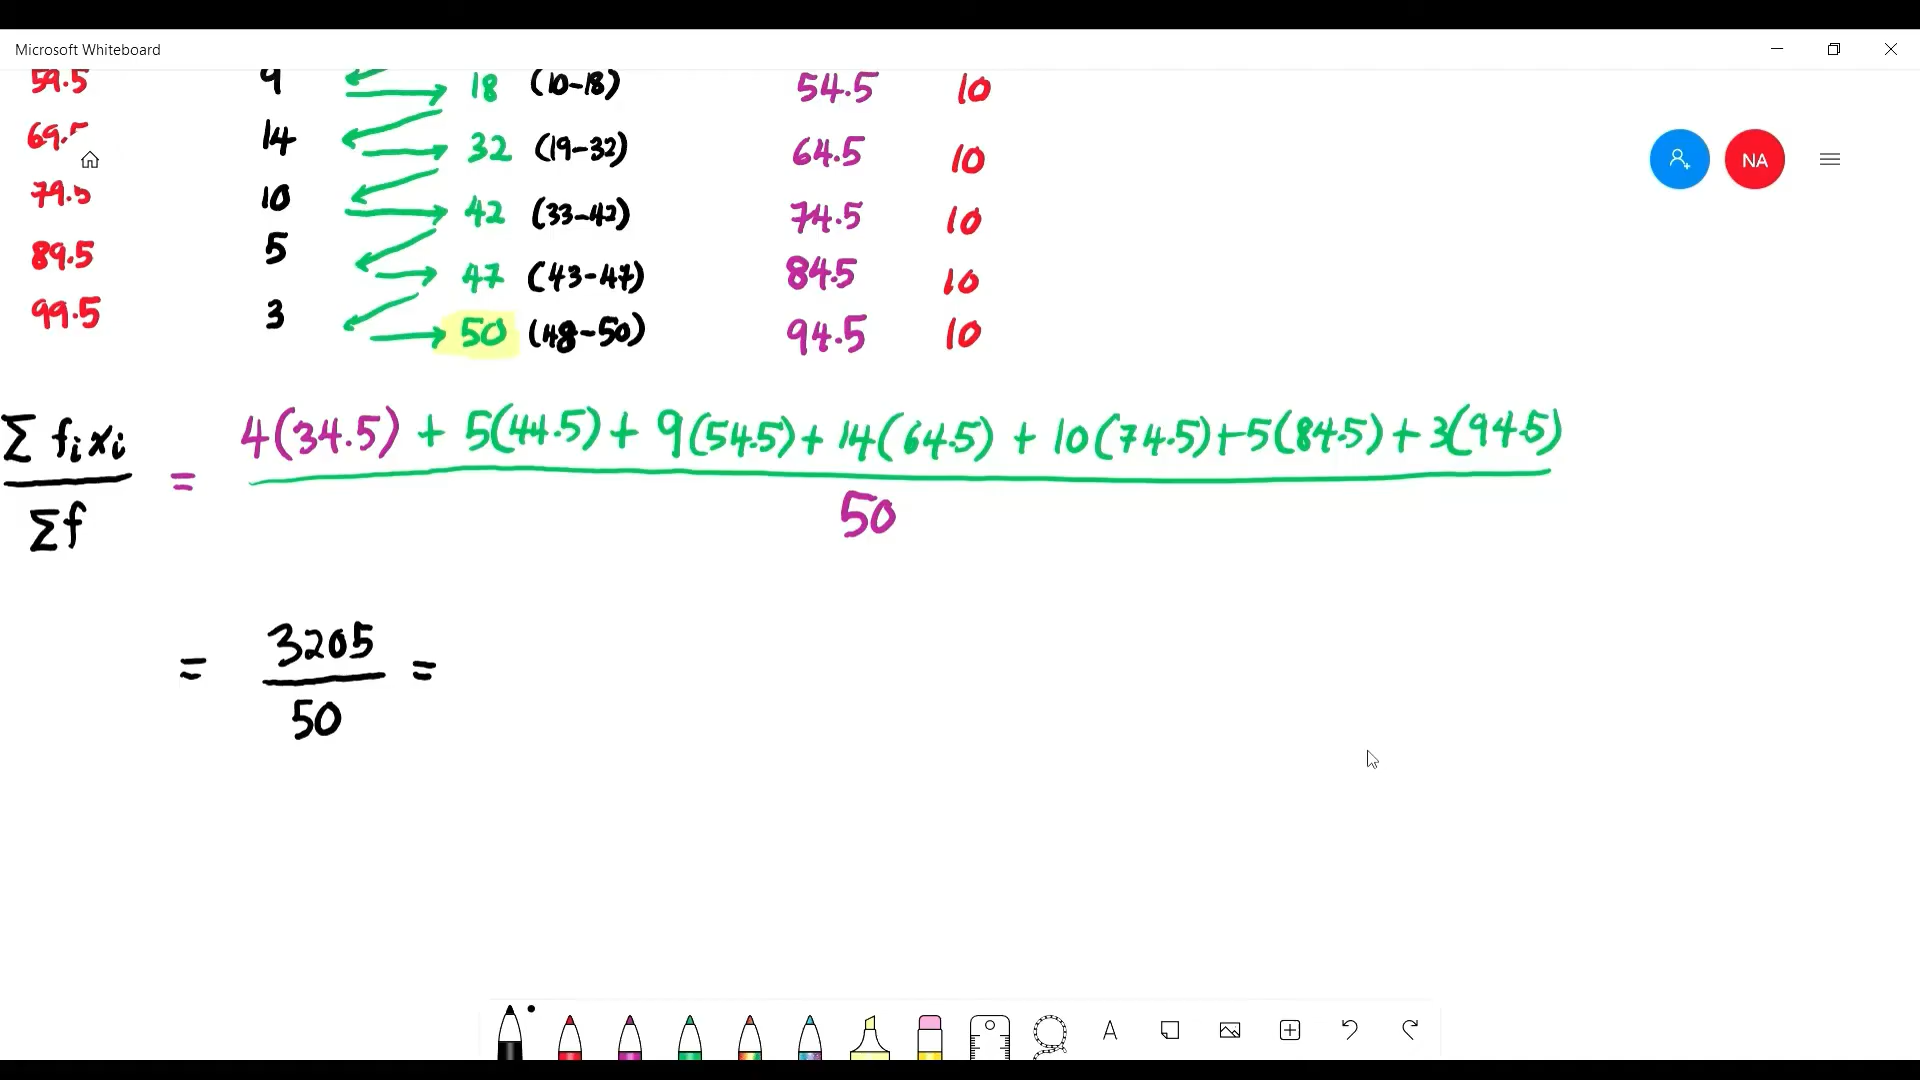 Microsoft Whiteboard
59.5 9 18 (10-18) 54.5 10
69.5 14 32 (19-32) 64.5 10
79.5 10 42 (33-42) 74.5 10
89.5 5 47 (43-47) 84.5 10
99.5 3 50 (48-50) 94.5 10
NA
Σ fᵢxᵢ / Σf = 4(34.5) + 5(44.5) + 9(54.5) + 14(64.5) + 10(74.5) + 5(84.5) + 3(94.5) / 50
= 3205 / 50 =
A